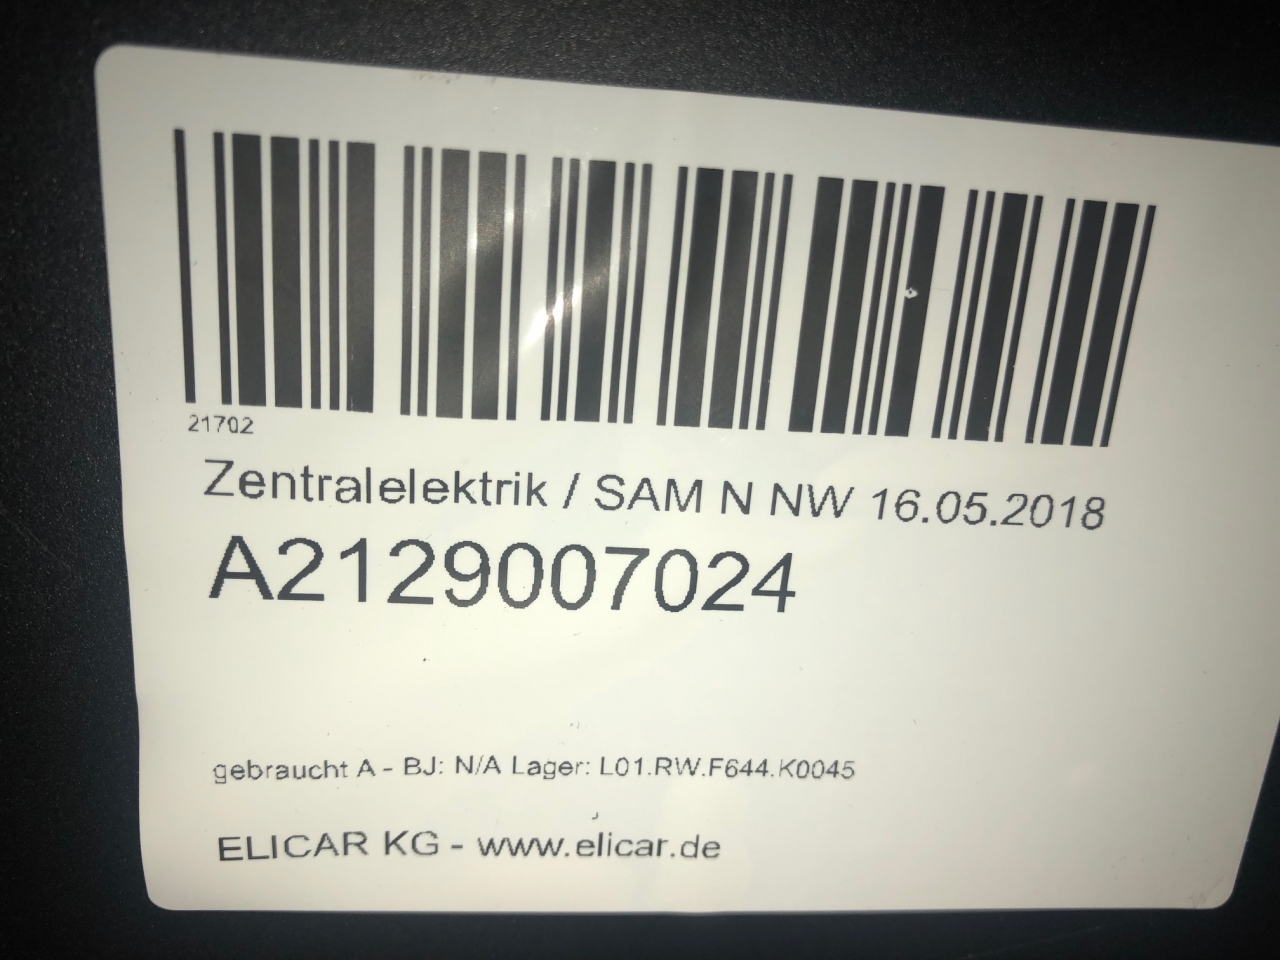 21702
Zentralelektrik / SAM N NW 16.05.2018
A2129007024
gebraucht A - BJ: N/A Lager: L01.RW.F644.K0045
ELICAR KG - www.elicar.de